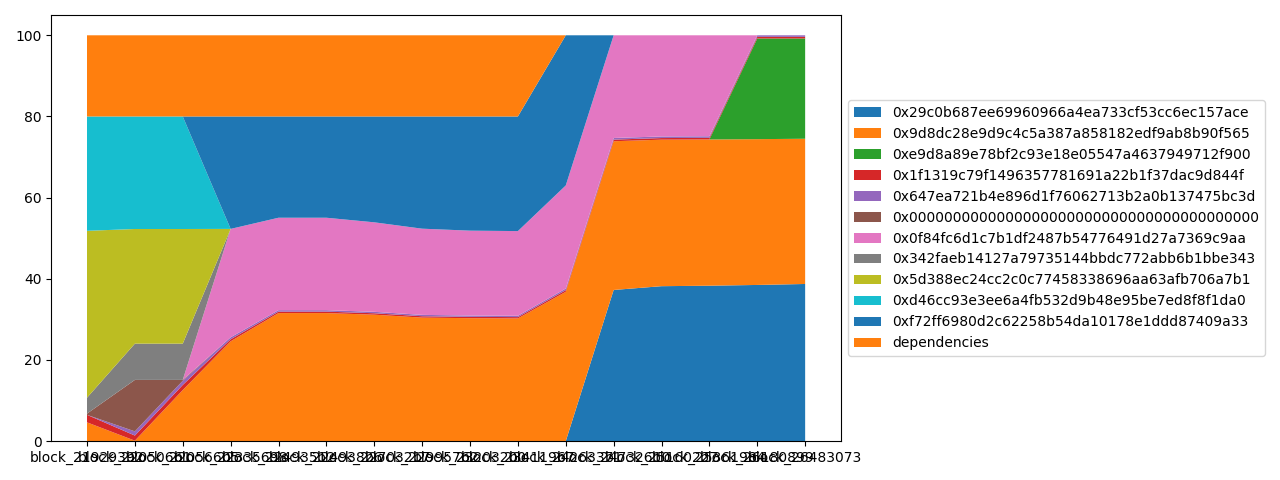 100
80
60
40
20
0
0x29c0b687ee69960966a4ea733cf53cc6ec157ace
0x9d8dc28e9d9c4c5a387a858182edf9ab8b90f565
0xe9d8a89e78bf2c93e18e05547a4637949712f900
0x1f1319c79f1496357781691a22b1f37dac9d844f
0x647ea721b4e896d1f76062713b2a0b137475bc3d
0x0000000000000000000000000000000000000000
0x0f84fc6d1c7b1df2487b54776491d27a7369c9aa
0x342faeb14127a79735144bbdc772abb6b1bbe343
0x5d388ec24cc2c0c77458338696aa63afb706a7b1
0xd46cc93e3ee6a4fb532d9b48e95be7ed8f8f1da0
0xf72ff6980d2c62258b54da10178e1ddd87409a33
dependencies